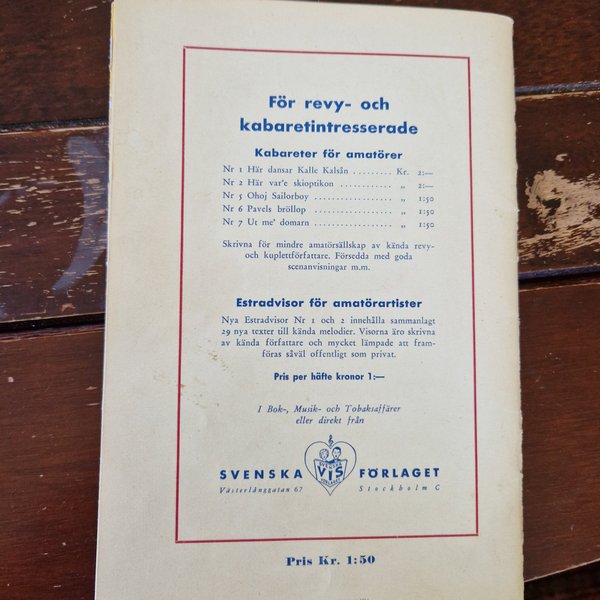 För revy- och
kabaretintresserade
Kabareter för amatörer
Nr 1 Här dansar Kalle Kalsån ......... Kr. 2:—
Nr 2 Här var'e skioptikon ............ „ 2:—
Nr 5 Ohoj Sailorboy .................. „ 1:50
Nr 6 Pavels bröllop .................. „ 1:50
Nr 7 Ut me' domarn .................. „ 1:50
Skrivna för mindre amatörsällskap av kända revy-
och kuplettförfattare. Försedda med goda
scenanvisningar m.m.
Estradvisor för amatörartister
Nya Estradvisor Nr 1 och 2 innehålla sammanlagt
29 nya texter till kända melodier. Visorna äro skrivna
av kända författare och mycket lämpade att fram-
föras såväl offentligt som privat.
Pris per häfte kronor 1:—
I Bok-, Musik- och Tobaksaffärer
eller direkt från
SVENSKA VIS FÖRLAGET
Västerlånggatan 67 Stockholm C
Pris Kr. 1:50